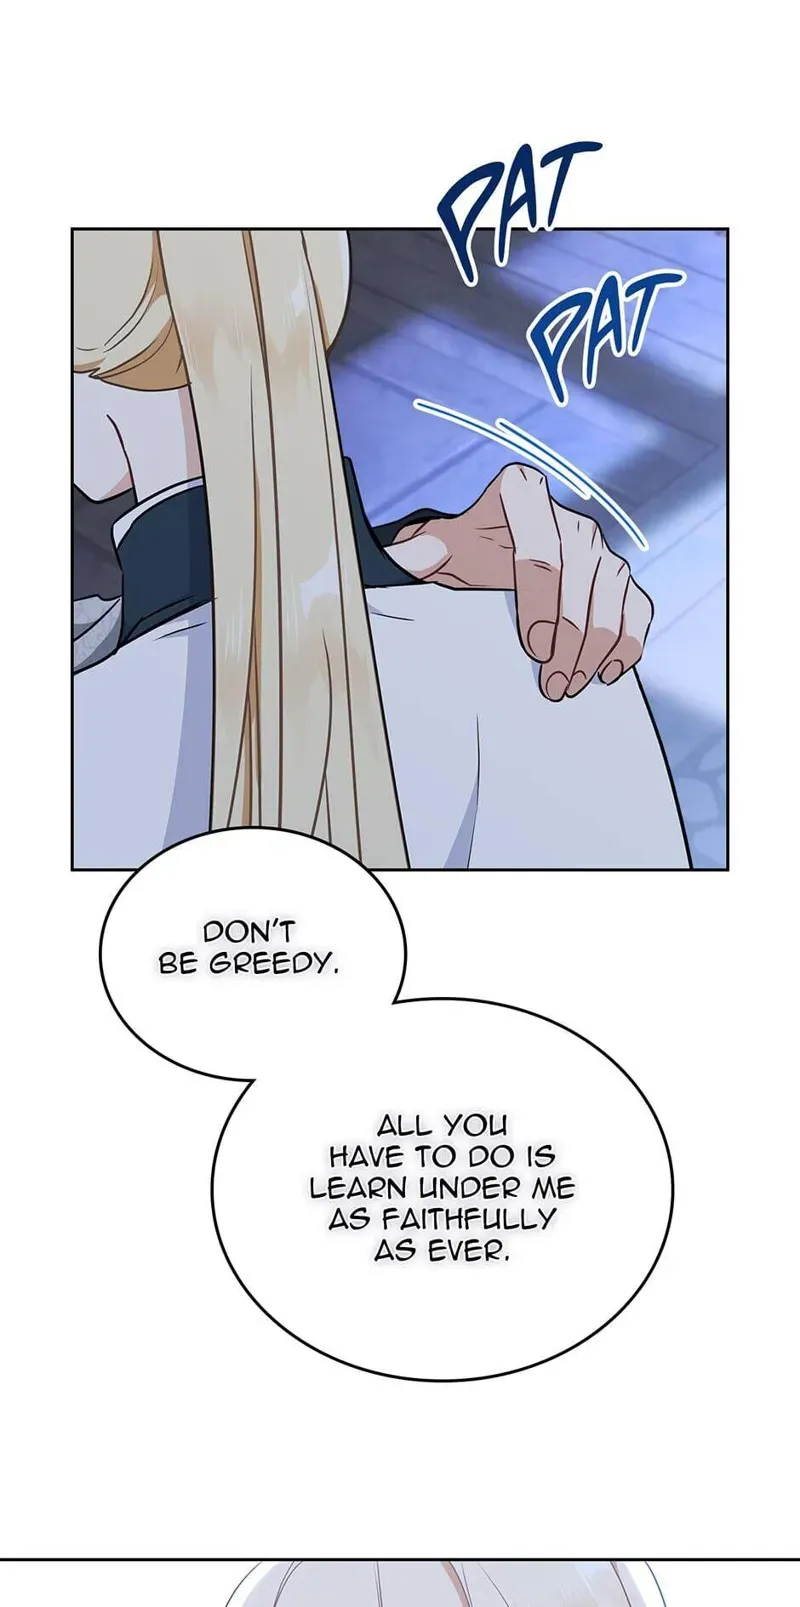 PAT
PAT
DON'T
BE GREEDY.
ALL YOU
HAVE TO DO IS
LEARN UNDER ME
AS FAITHFULLY
AS EVER.